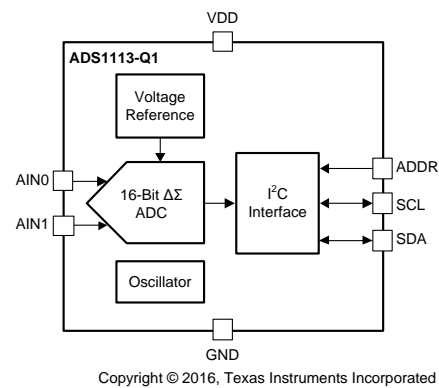 VDD
ADS1113-Q1
Voltage
Reference
AIN0
AIN1
16-Bit ΔΣ
ADC
I²C
Interface
ADDR
SCL
SDA
Oscillator
GND
Copyright © 2016, Texas Instruments Incorporated